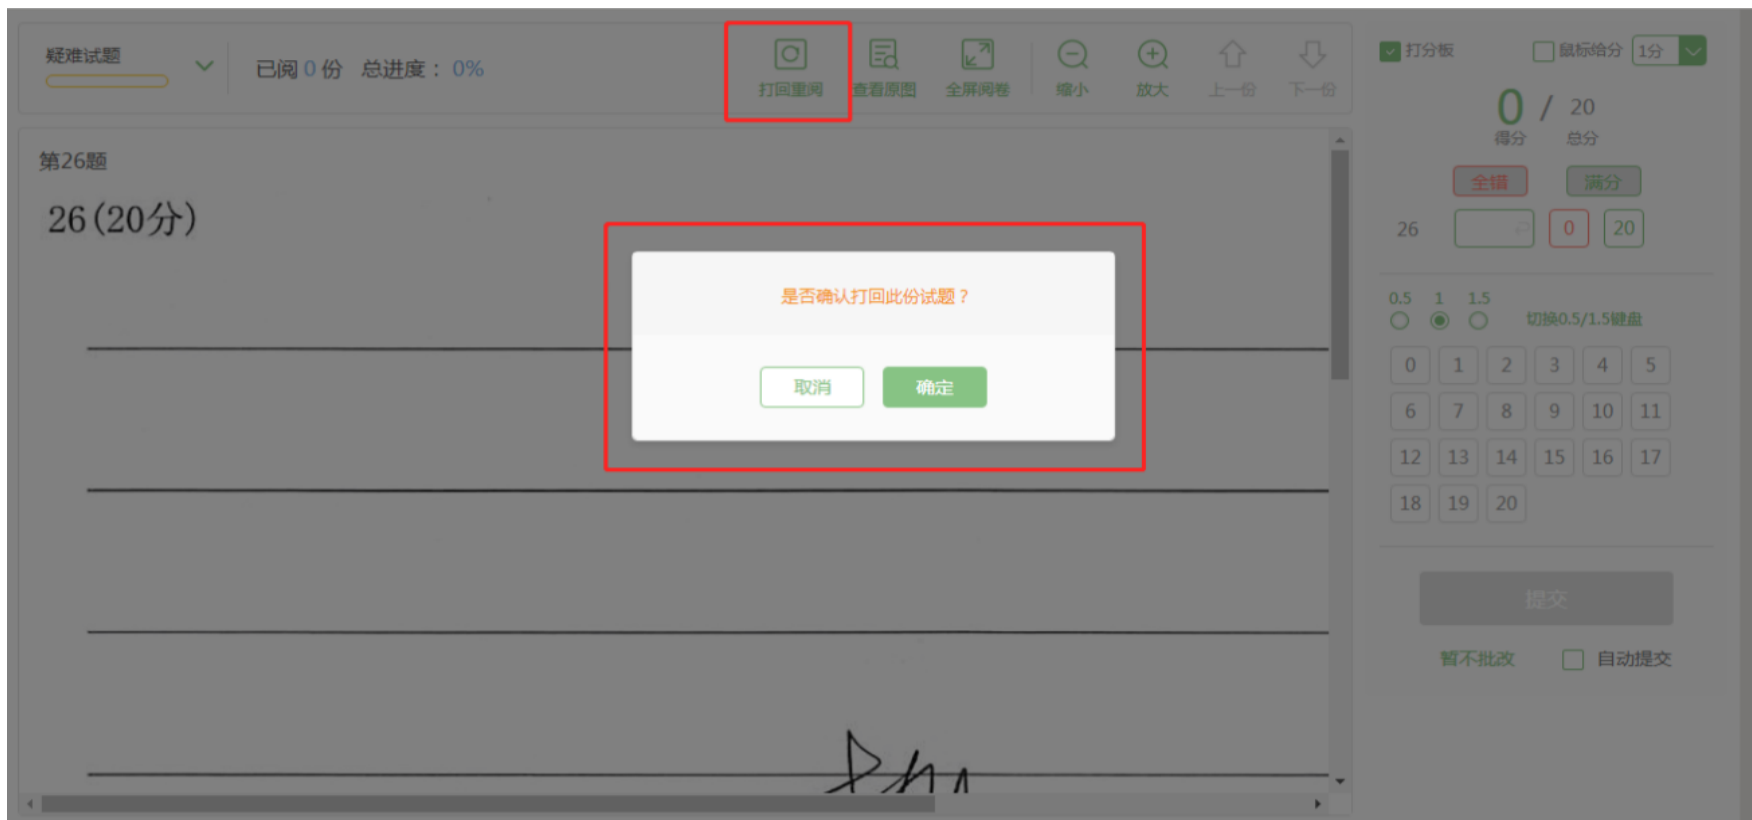 疑难试题
已阅 0 份 总进度： 0%
打回重阅 查看原图 全屏阅卷 缩小 放大 上一份 下一份
打分板 鼠标给分 1分
0 / 20
得分 总分
全错 满分
26 0 20
第26题
26(20分)
是否确认打回此份试题？
取消 确定
0.5 1 1.5
切换0.5/1.5键盘
0 1 2 3 4 5
6 7 8 9 10 11
12 13 14 15 16 17
18 19 20
提交
暂不批改 自动提交